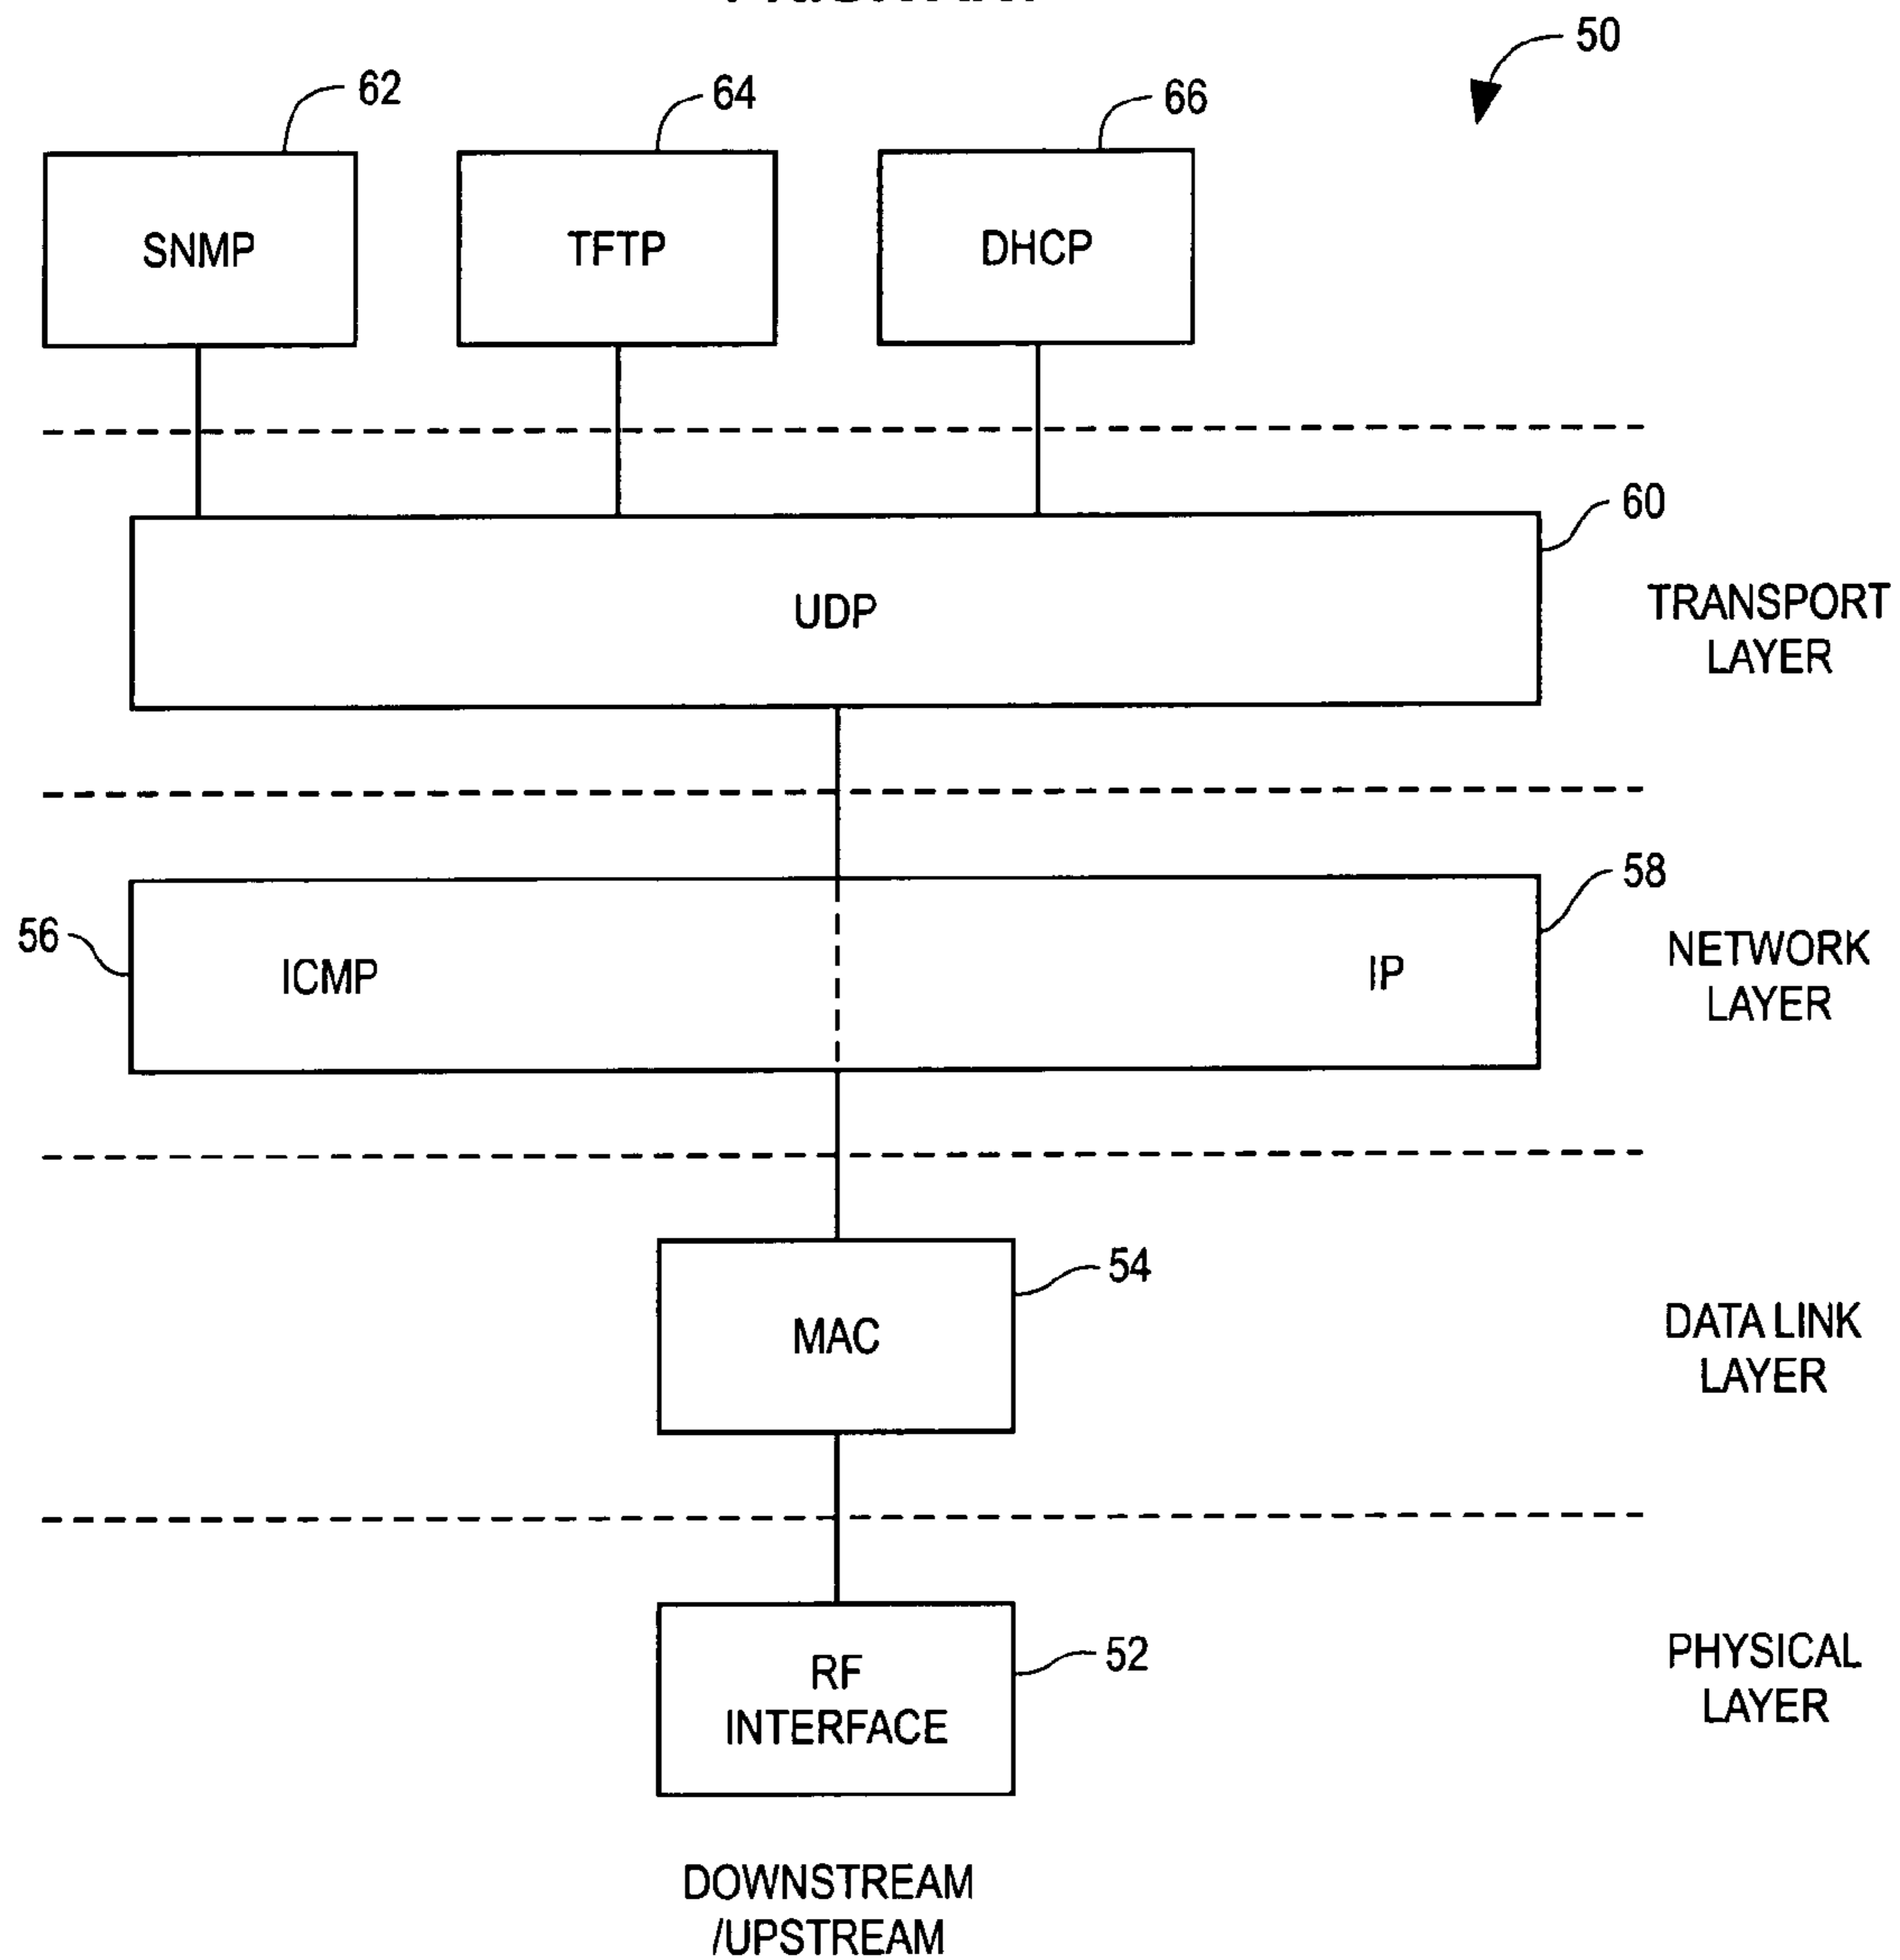 50
62
64
66
SNMP
TFTP
DHCP
60
UDP
TRANSPORT
LAYER
58
56
ICMP
IP
NETWORK
LAYER
54
MAC
DATA LINK
LAYER
52
RF
INTERFACE
PHYSICAL
LAYER
DOWNSTREAM
/UPSTREAM